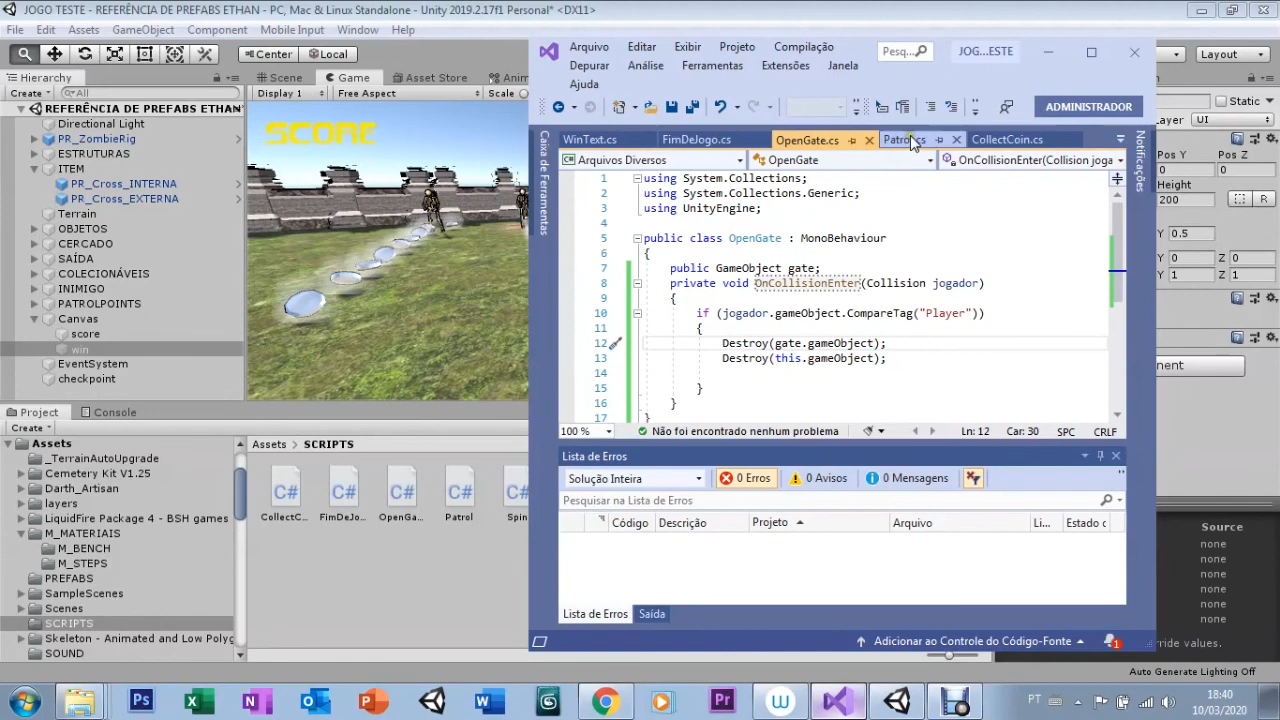 JOGO TESTE - REFERÊNCIA DE PREFABS ETHAN - PC, Mac & Linux Standalone - Unity 2019.2.17f1 Personal* <DX11>
File Edit Assets GameObject Component Mobile Input Window Help
Center Local Layout
Hierarchy Scene Game Asset Store Anim
Create All Display 1 Free Aspect Scale
REFERÊNCIA DE PREFABS ETHAN*
Directional Light
PR_ZombieRig
ESTRUTURAS
ITEM
PR_Cross_INTERNA
PR_Cross_EXTERNA
Terrain
OBJETOS
CERCADO
SAÍDA
COLECIONÁVEIS
INIMIGO
PATROLPOINTS
Canvas
score
win
EventSystem
checkpoint
SCORE
Arquivo Editar Exibir Projeto Compilação Pesq... JOG...ESTE
Depurar Análise Ferramentas Extensões Janela
Ajuda
ADMINISTRADOR
Caixa de Ferramentas
WinText.cs FimDeJogo.cs OpenGate.cs Patrol.cs CollectCoin.cs
Arquivos Diversos OpenGate OnCollisionEnter(Collision joga
1 using System.Collections;
2 using System.Collections.Generic;
3 using UnityEngine;
4
5 public class OpenGate : MonoBehaviour
6 {
7 public GameObject gate;
8 private void OnCollisionEnter(Collision jogador)
9 {
10 if (jogador.gameObject.CompareTag("Player"))
11 {
12 Destroy(gate.gameObject);
13 Destroy(this.gameObject);
14
15 }
16 }
17 }
100 % Não foi encontrado nenhum problema Ln: 12 Car: 30 SPC CRLF
Lista de Erros
Solução Inteira 0 Erros 0 Avisos 0 Mensagens
Pesquisar na Lista de Erros
Código Descrição Projeto Arquivo Li... Estado d
Lista de Erros Saída
Adicionar ao Controle do Código-Fonte 1
Notificações
Static
UI
Pos Y Pos Z
0 0
Height
200 R
Y 0.5
Y 0 Z 0
Y 1 Z 1
nent
Source
none
none
none
none
none
none
rride values.
Auto Generate Lighting Off
Project Console
Create
Assets
_TerrainAutoUpgrade
Cemetery Kit V1.25
Darth_Artisan
layers
LiquidFire Package 4 - BSH games
M_MATERIAIS
M_BENCH
M_STEPS
PREFABS
SampleScenes
Scenes
SCRIPTS
Skeleton - Animated and Low Polyg
SOUND
Assets SCRIPTS
C# C# C# C# C#
CollectC... FimDeJo... OpenGa... Patrol Spin
Ps Pr W
PT 18:40
10/03/2020